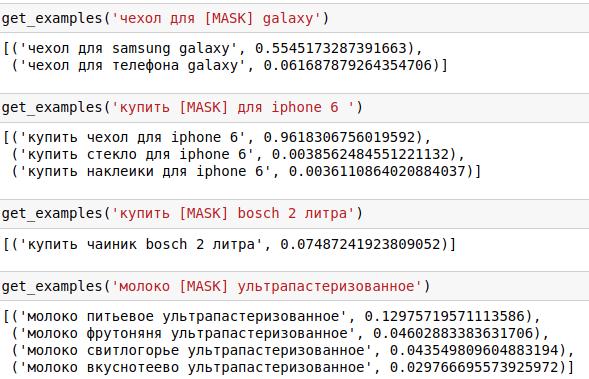 get_examples('чехол для [MASK] galaxy')
[('чехол для samsung galaxy', 0.5545173287391663),
('чехол для телефона galaxy', 0.061687879264354706)]
get_examples('купить [MASK] для iphone 6 ')
[('купить чехол для iphone 6', 0.9618306756019592),
('купить стекло для iphone 6', 0.0038562484551221132),
('купить наклеики для iphone 6', 0.0036110864020884037)]
get_examples('купить [MASK] bosch 2 литра')
[('купить чаиник bosch 2 литра', 0.07487241923809052)]
get_examples('молоко [MASK] ультрапастеризованное')
[('молоко питьевое ультрапастеризованное', 0.12975719571113586),
('молоко фрутоняня ультрапастеризованное', 0.04602883383631706),
('молоко свитлогорье ультрапастеризованное', 0.043549809604883194),
('молоко вкуснотеево ультрапастеризованное', 0.029766695573925972)]